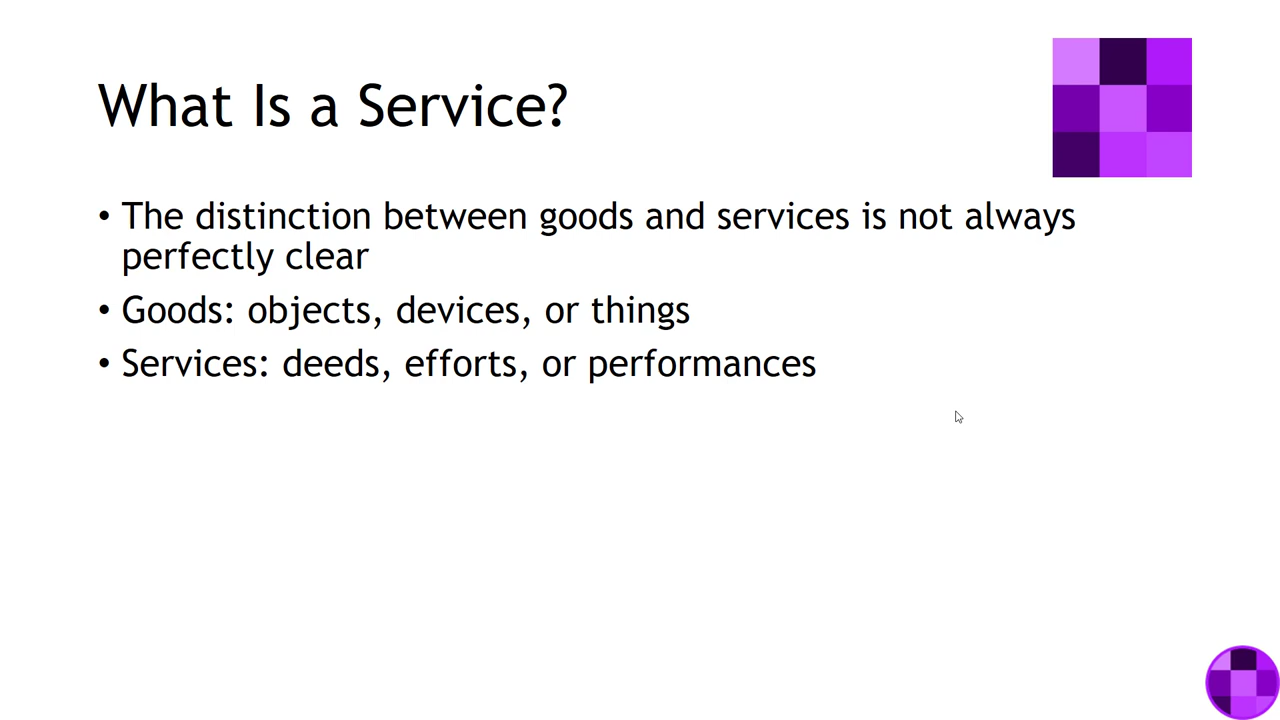 What Is a Service?
• The distinction between goods and services is not always
perfectly clear
• Goods: objects, devices, or things
• Services: deeds, efforts, or performances